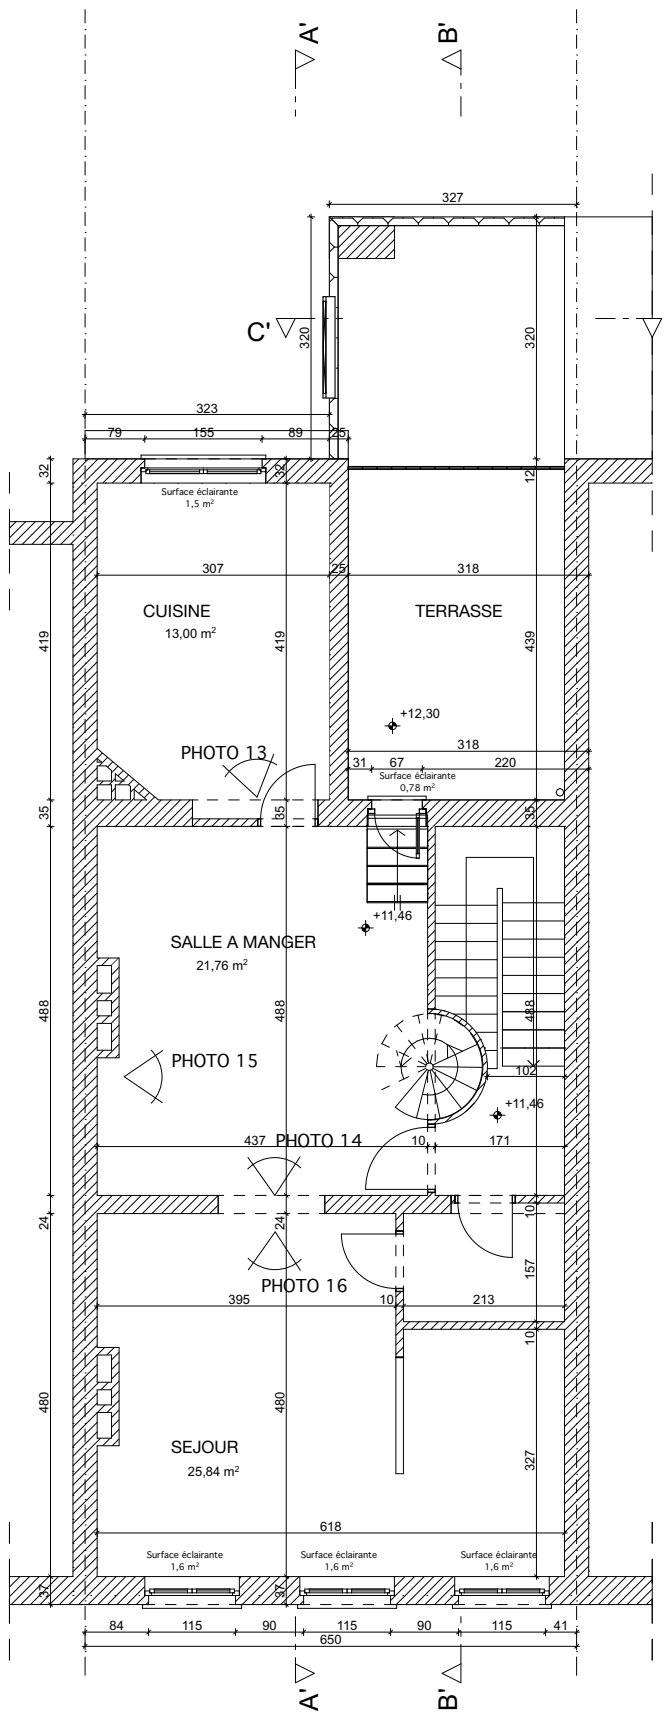 A' B'
327
C'
320
320
323
79 155 89 25
32
32
12
Surface éclairante
1,5 m²
307 25 318
CUISINE
13,00 m²
TERRASSE
419
419
439
+12,30
PHOTO 13
318
31 67 220
Surface éclairante
0,78 m²
35
35
35
+11,46
SALLE A MANGER
21,76 m²
488
488
488
PHOTO 15
102
+11,46
437 PHOTO 14 10 171
24
24
10
157
PHOTO 16
395 10 213
10
480
480
SEJOUR
25,84 m²
327
618
Surface éclairante
1,6 m²
Surface éclairante
1,6 m²
Surface éclairante
1,6 m²
37
37
84 115 90 115 90 115 41
650
A' B'